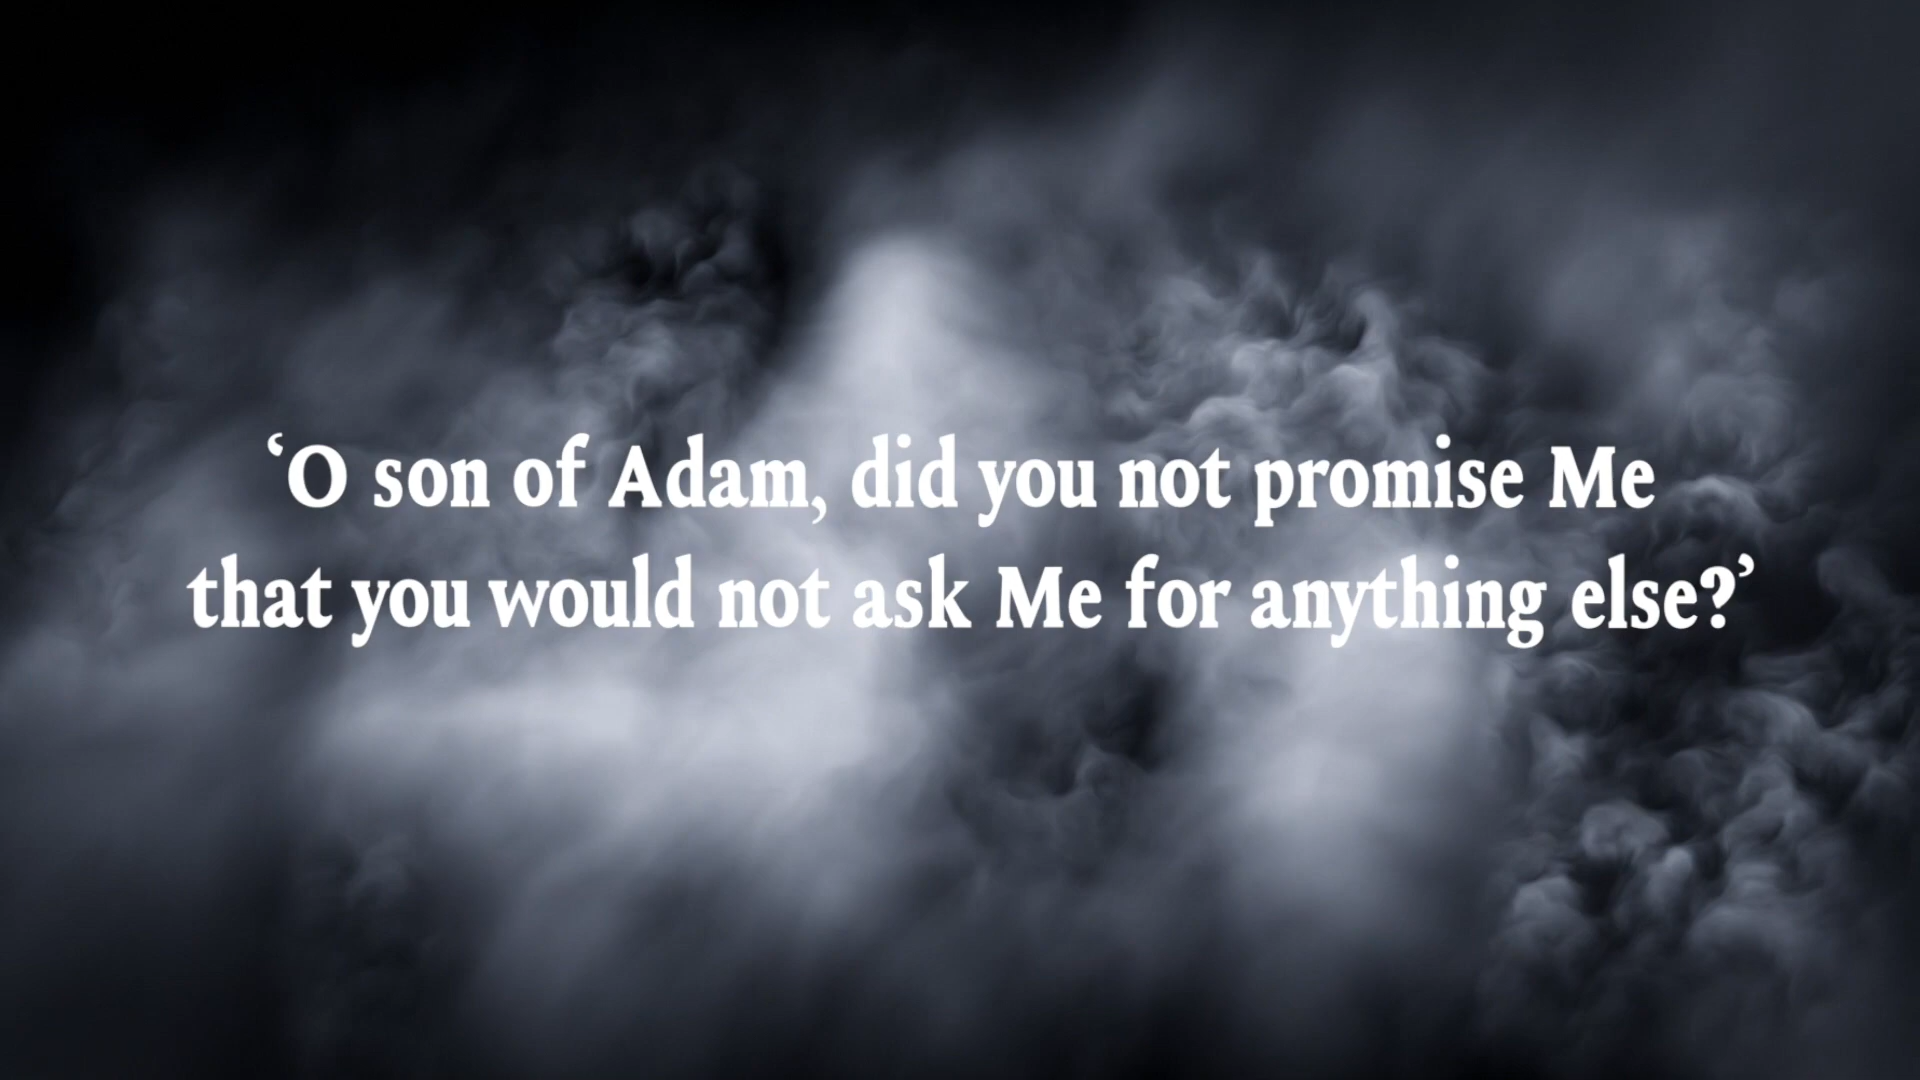 ‘O son of Adam, did you not promise Me
that you would not ask Me for anything else?’